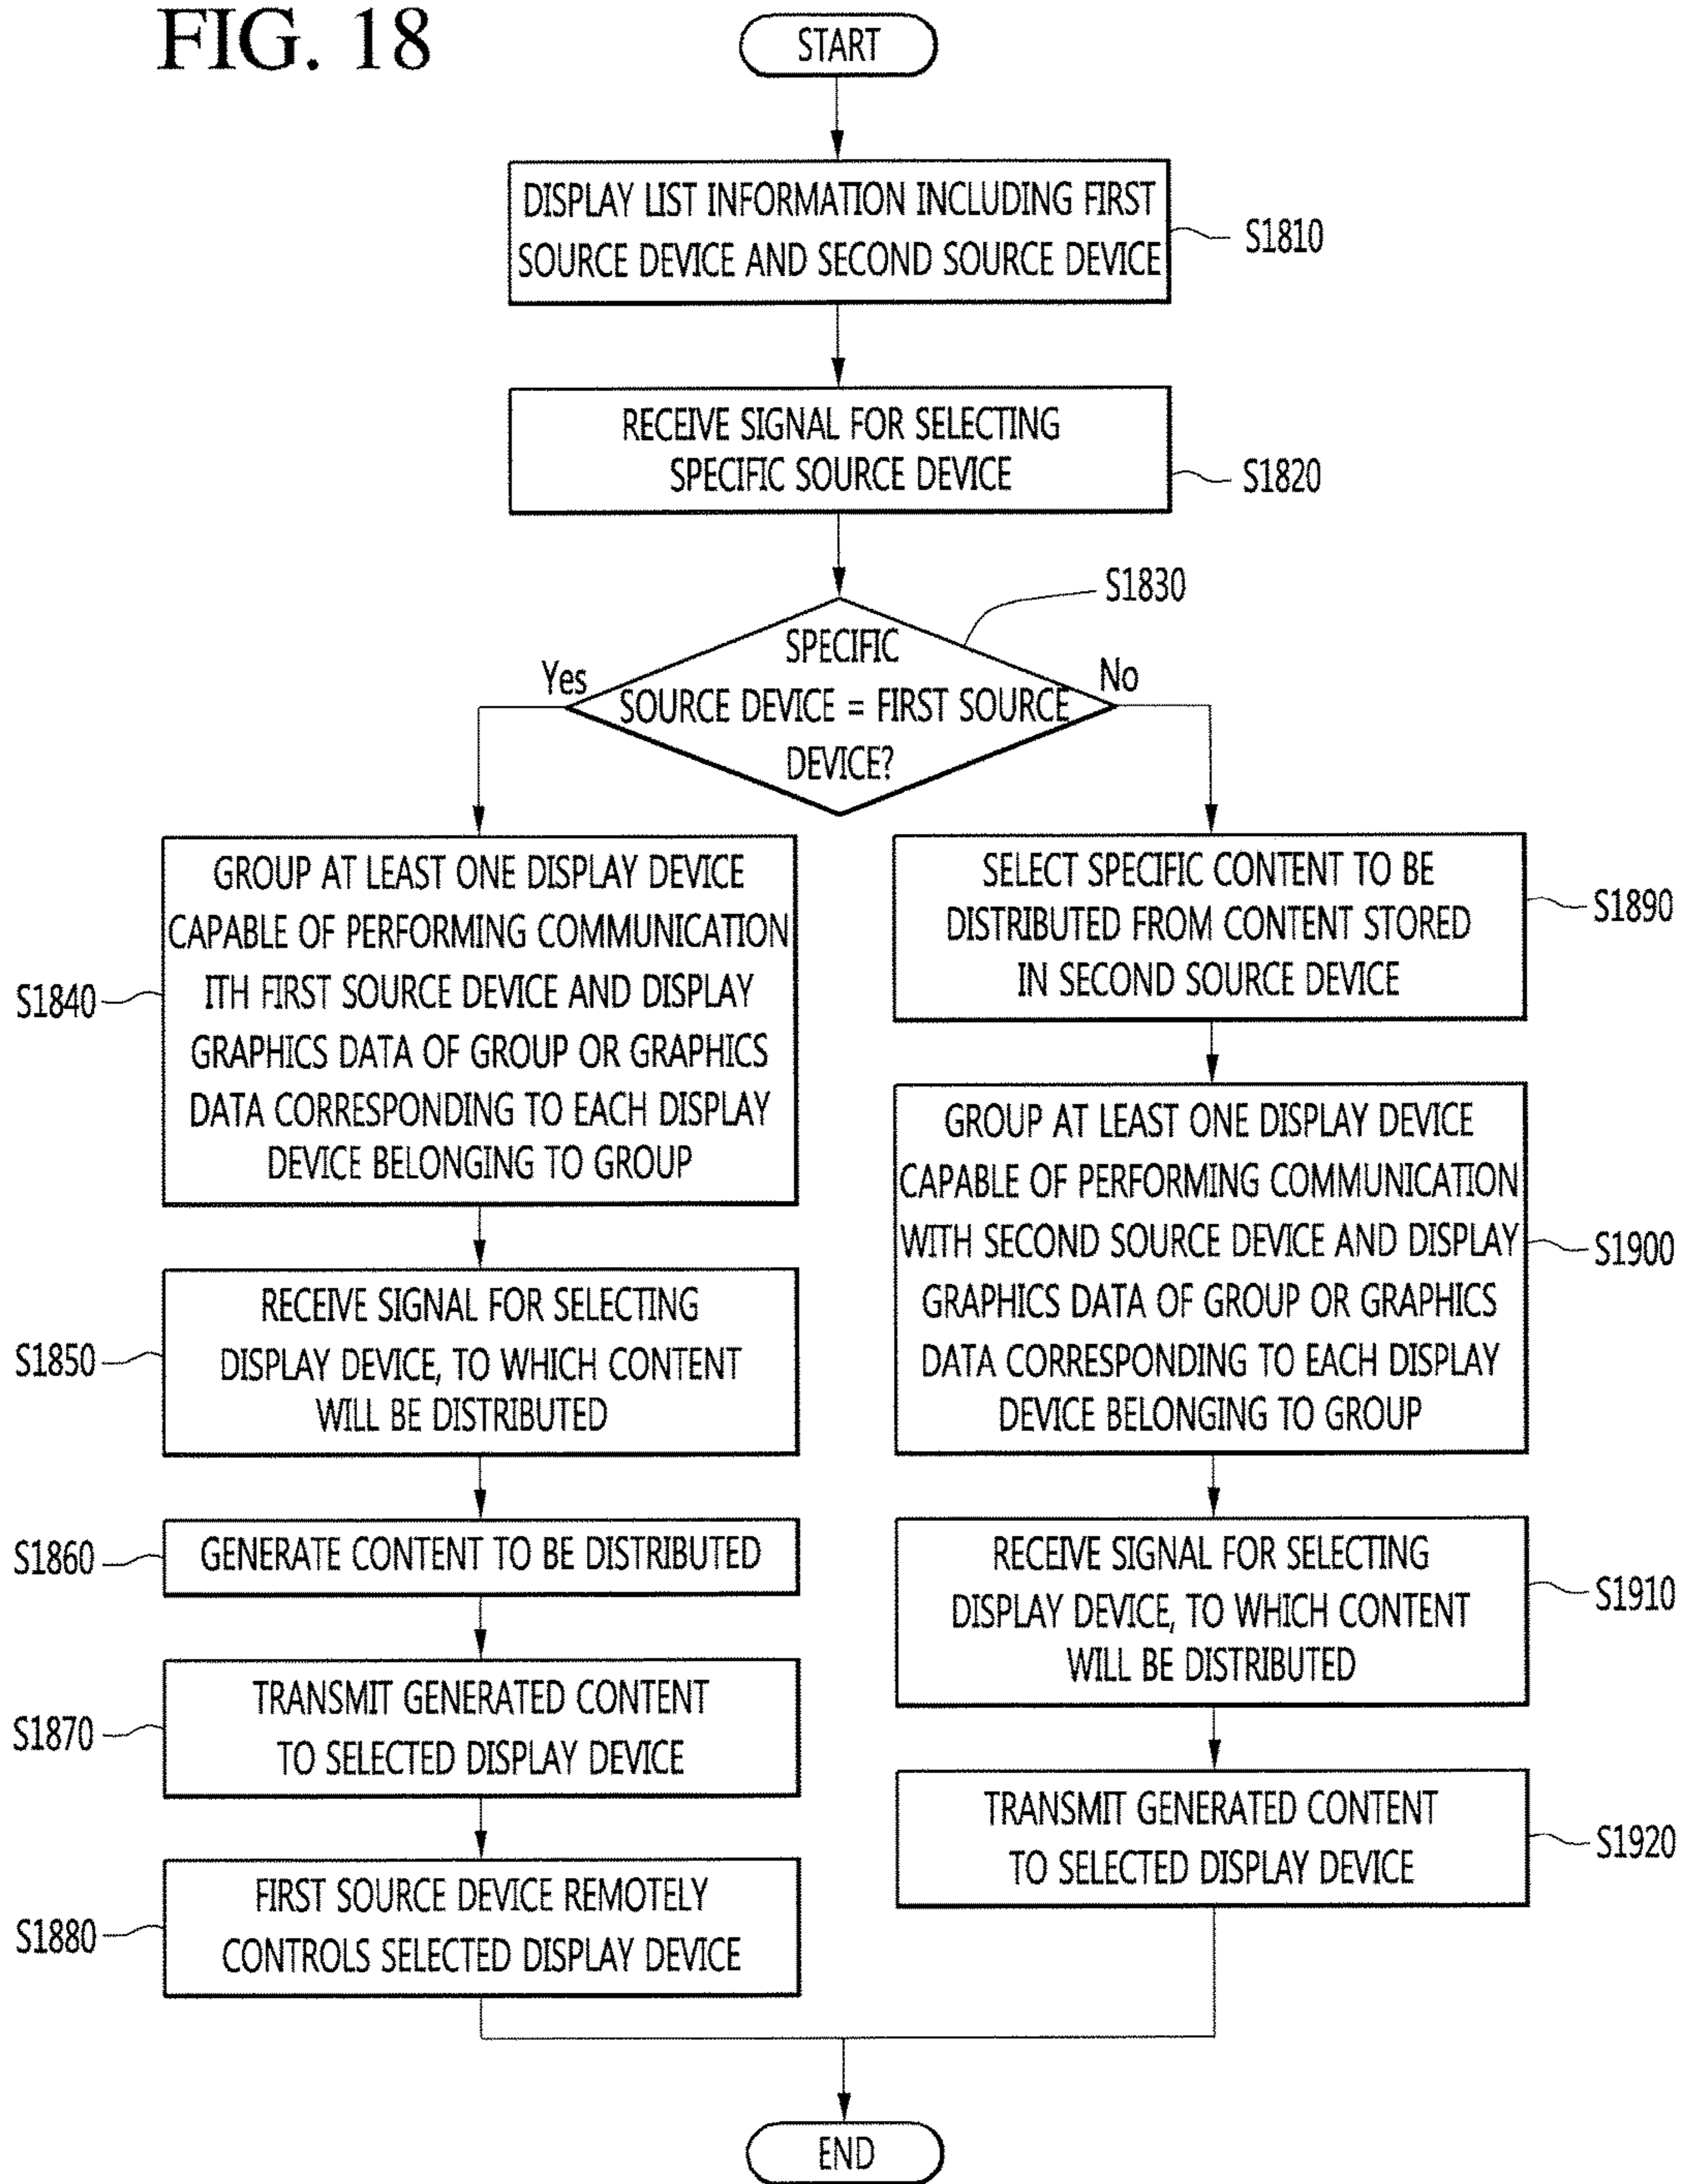 FIG. 18
START
DISPLAY LIST INFORMATION INCLUDING FIRST
SOURCE DEVICE AND SECOND SOURCE DEVICE
S1810
RECEIVE SIGNAL FOR SELECTING
SPECIFIC SOURCE DEVICE
S1820
S1830
SPECIFIC
SOURCE DEVICE = FIRST SOURCE
DEVICE?
Yes
No
GROUP AT LEAST ONE DISPLAY DEVICE
CAPABLE OF PERFORMING COMMUNICATION
ITH FIRST SOURCE DEVICE AND DISPLAY
GRAPHICS DATA OF GROUP OR GRAPHICS
DATA CORRESPONDING TO EACH DISPLAY
DEVICE BELONGING TO GROUP
S1840
RECEIVE SIGNAL FOR SELECTING
DISPLAY DEVICE, TO WHICH CONTENT
WILL BE DISTRIBUTED
S1850
GENERATE CONTENT TO BE DISTRIBUTED
S1860
TRANSMIT GENERATED CONTENT
TO SELECTED DISPLAY DEVICE
S1870
FIRST SOURCE DEVICE REMOTELY
CONTROLS SELECTED DISPLAY DEVICE
S1880
SELECT SPECIFIC CONTENT TO BE
DISTRIBUTED FROM CONTENT STORED
IN SECOND SOURCE DEVICE
S1890
GROUP AT LEAST ONE DISPLAY DEVICE
CAPABLE OF PERFORMING COMMUNICATION
WITH SECOND SOURCE DEVICE AND DISPLAY
GRAPHICS DATA OF GROUP OR GRAPHICS
DATA CORRESPONDING TO EACH DISPLAY
DEVICE BELONGING TO GROUP
S1900
RECEIVE SIGNAL FOR SELECTING
DISPLAY DEVICE, TO WHICH CONTENT
WILL BE DISTRIBUTED
S1910
TRANSMIT GENERATED CONTENT
TO SELECTED DISPLAY DEVICE
S1920
END